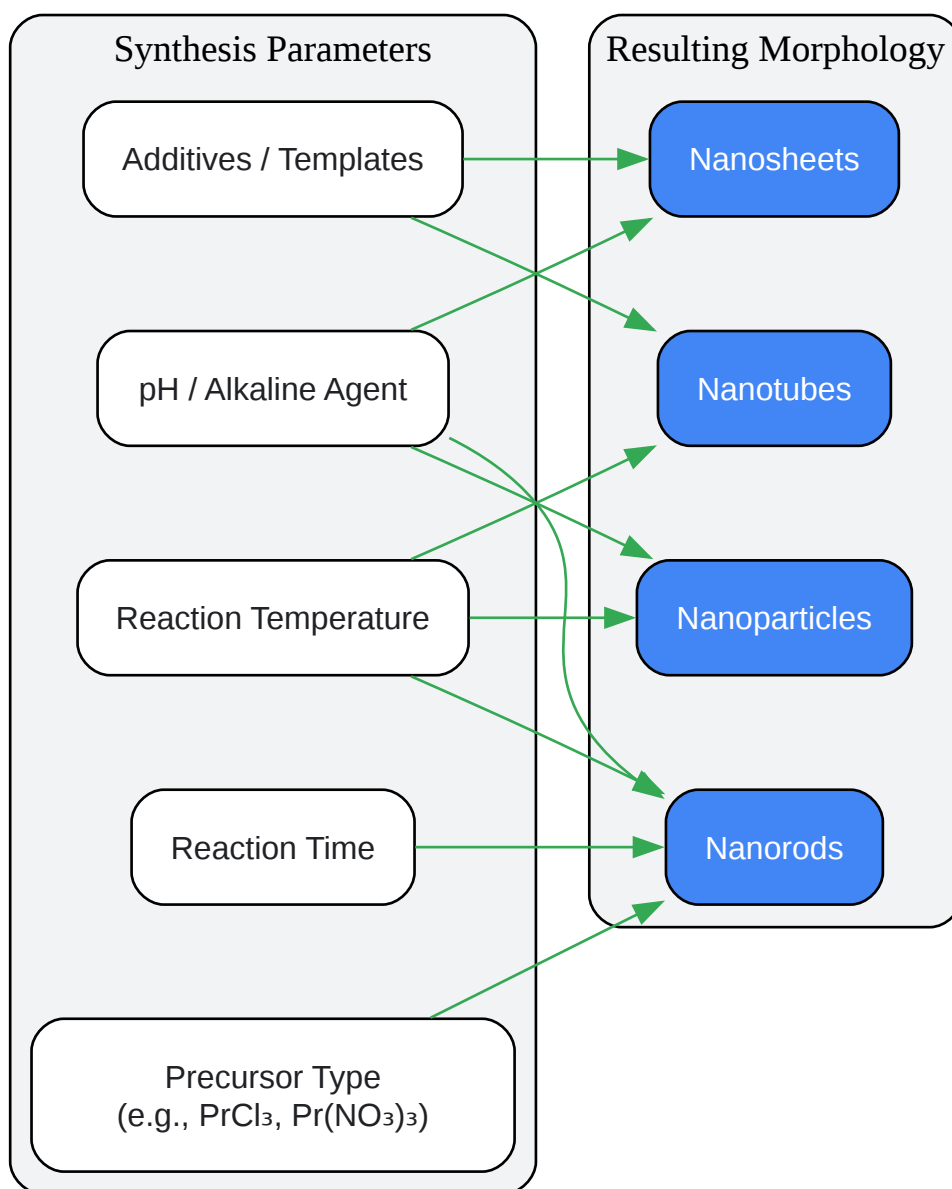 Synthesis Parameters
Additives / Templates
pH / Alkaline Agent
Reaction Temperature
Reaction Time
Precursor Type
(e.g., PrCl₃, Pr(NO₃)₃)
Resulting Morphology
Nanosheets
Nanotubes
Nanoparticles
Nanorods